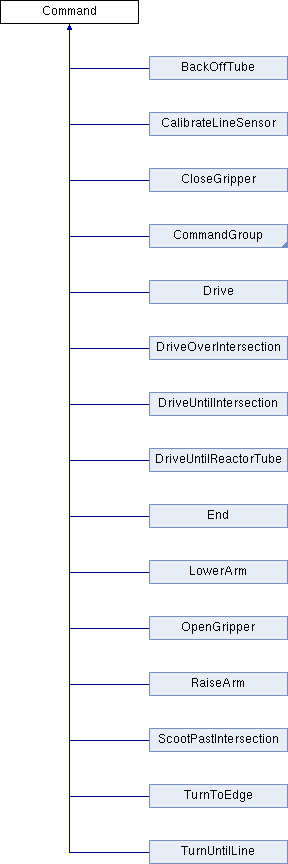 Command
BackOffTube
CalibrateLineSensor
CloseGripper
CommandGroup
Drive
DriveOverIntersection
DriveUntilIntersection
DriveUntilReactorTube
End
LowerArm
OpenGripper
RaiseArm
ScootPastIntersection
TurnToEdge
TurnUntilLine